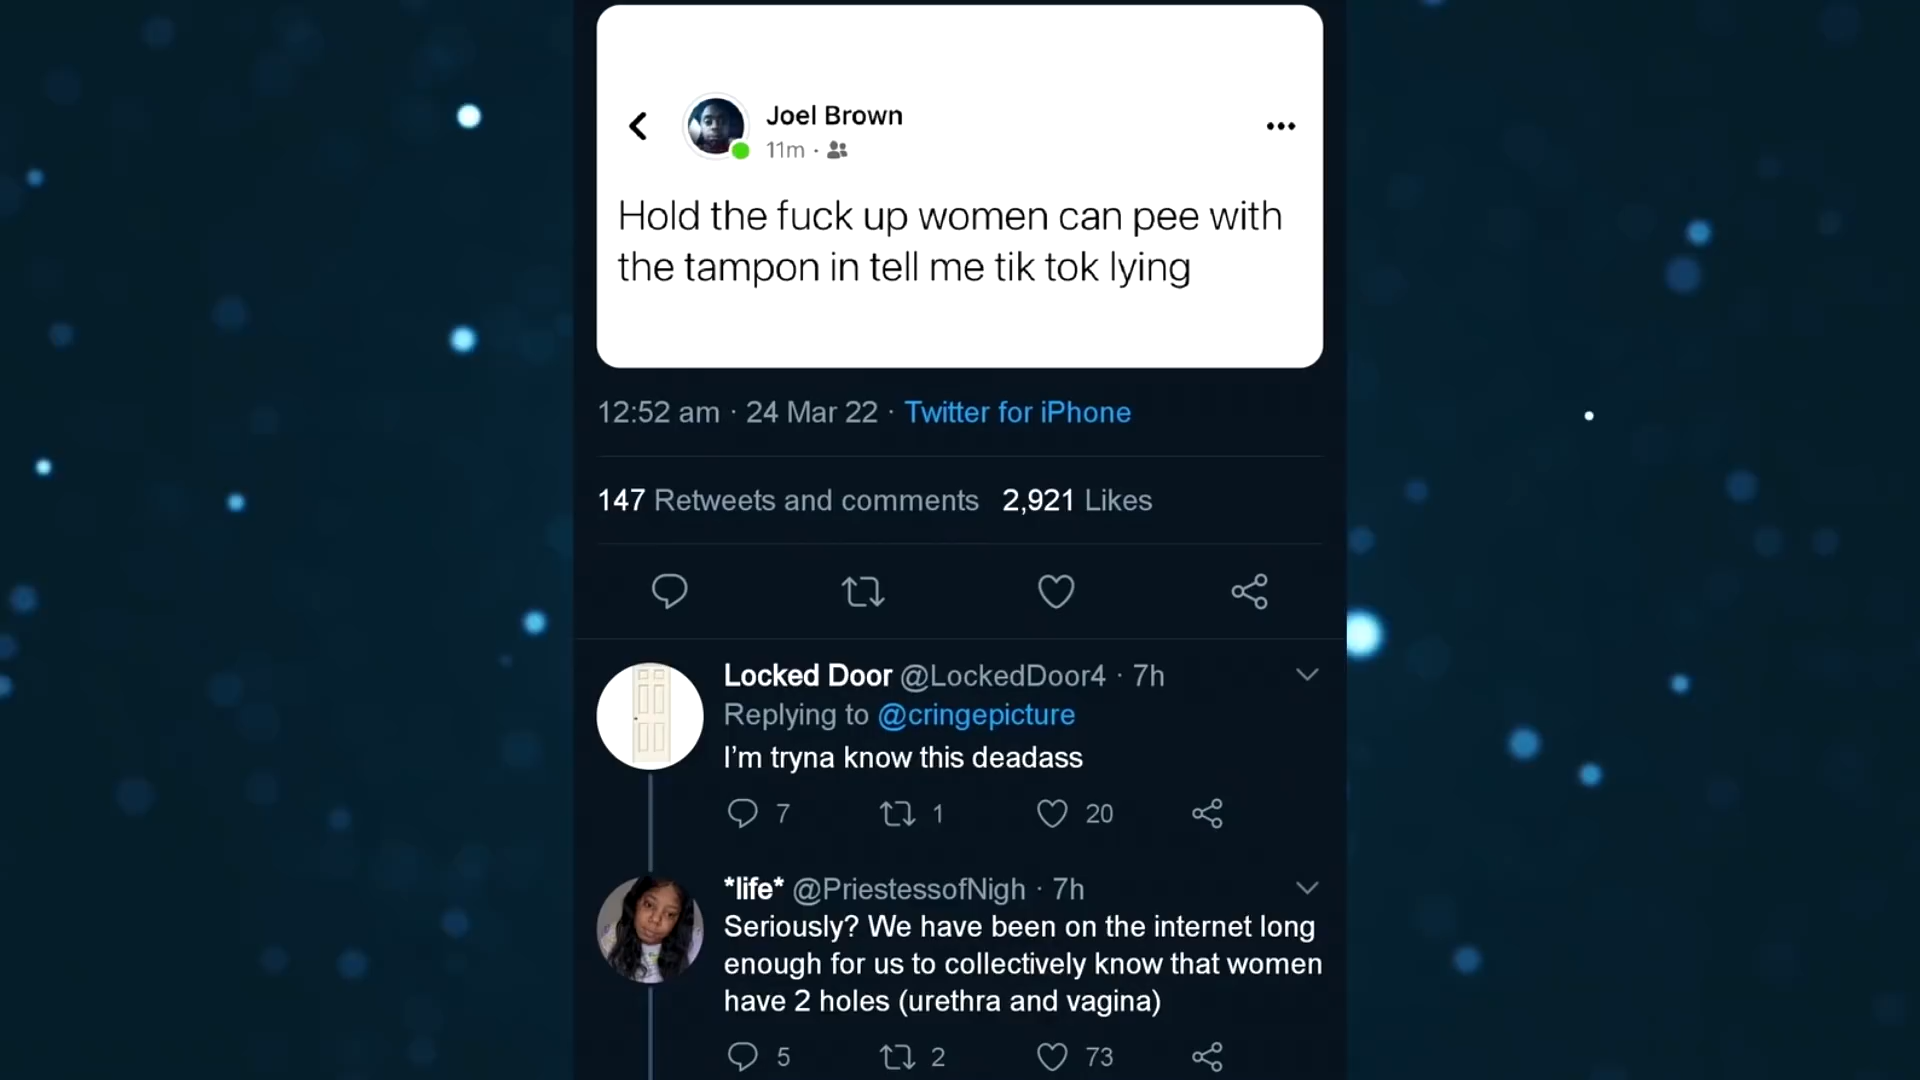 Joel Brown
11m ·
Hold the fuck up women can pee with
the tampon in tell me tik tok lying
12:52 am · 24 Mar 22 · Twitter for iPhone
147 Retweets and comments 2,921 Likes
Locked Door @LockedDoor4 · 7h
Replying to @cringepicture
I’m tryna know this deadass
7 1 20
*life* @PriestessofNigh · 7h
Seriously? We have been on the internet long
enough for us to collectively know that women
have 2 holes (urethra and vagina)
5 2 73